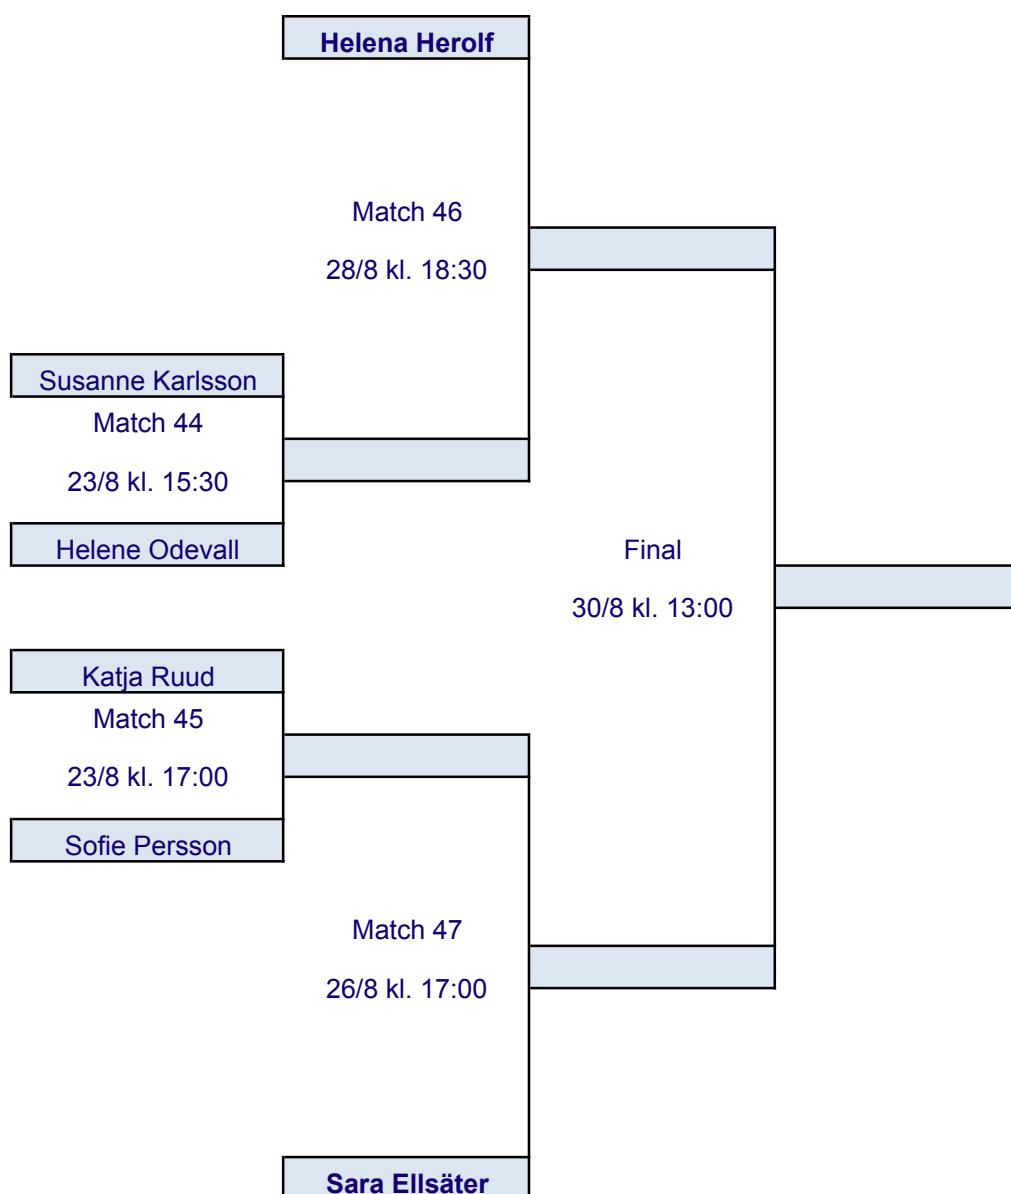 Helena Herolf
Match 46
28/8 kl. 18:30
Susanne Karlsson
Match 44
23/8 kl. 15:30
Helene Odevall
Final
30/8 kl. 13:00
Katja Ruud
Match 45
23/8 kl. 17:00
Sofie Persson
Match 47
26/8 kl. 17:00
Sara Ellsäter